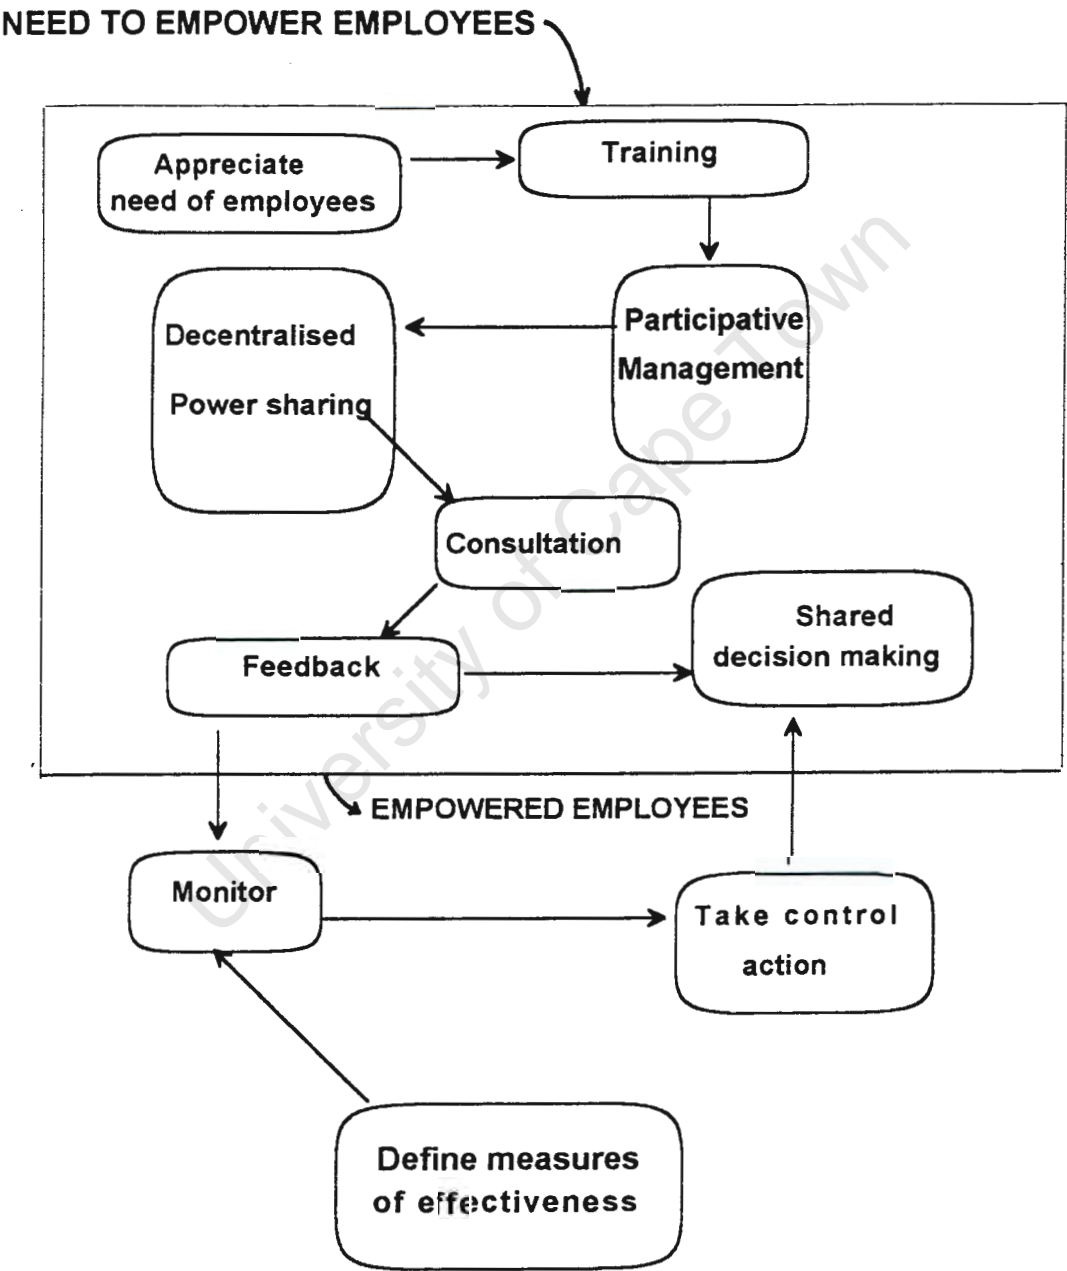 NEED TO EMPOWER EMPLOYEES
Appreciate
need of employees
Training
Participative
Management
Decentralised
Power sharing
Consultation
Shared
decision making
Feedback
EMPOWERED EMPLOYEES
Monitor
Take control
action
Define measures
of effectiveness
University of Cape Town